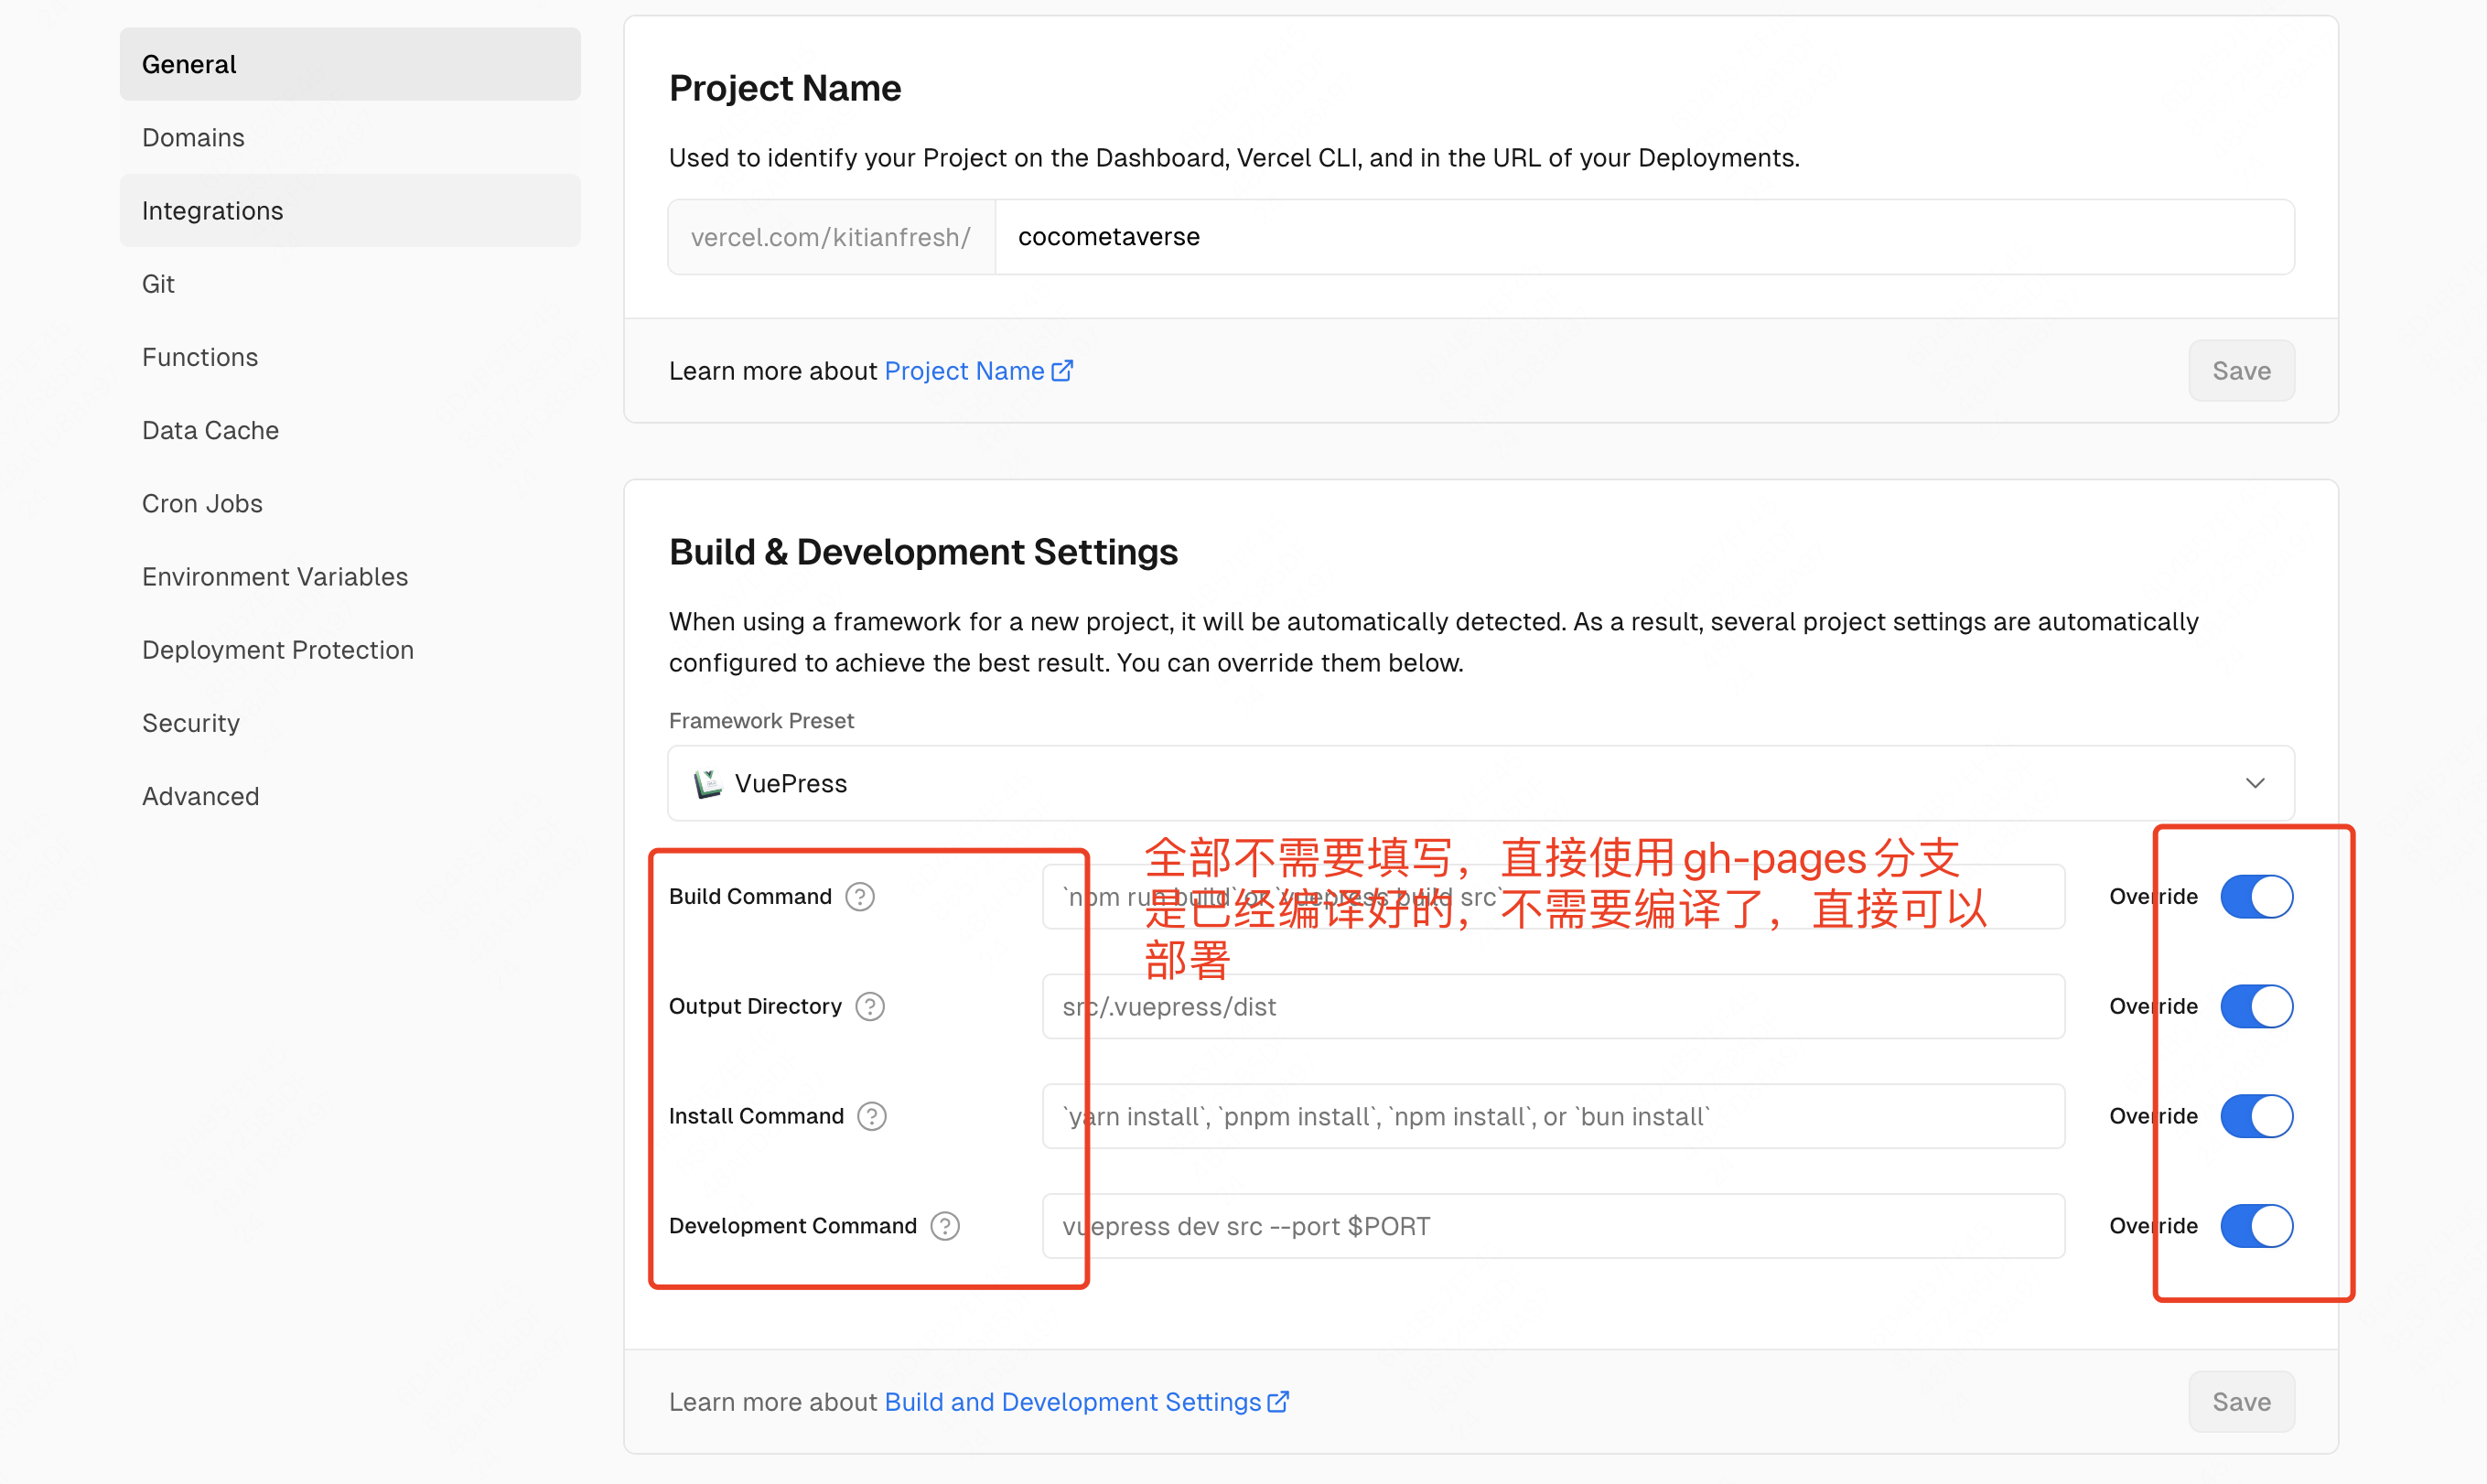 General
Domains
Integrations
Git
Functions
Data Cache
Cron Jobs
Environment Variables
Deployment Protection
Security
Advanced
Project Name
Used to identify your Project on the Dashboard, Vercel CLI, and in the URL of your Deployments.
vercel.com/kitianfresh/ cocometaverse
Learn more about Project Name
Save
Build & Development Settings
When using a framework for a new project, it will be automatically detected. As a result, several project settings are automatically
configured to achieve the best result. You can override them below.
Framework Preset
VuePress
全部不需要填写，直接使用gh-pages分支
是已经编译好的，不需要编译了，直接可以
部署
Build Command ? `npm run build` or `vuepress build src` Override
Output Directory ? src/.vuepress/dist Override
Install Command ? `yarn install`, `pnpm install`, `npm install`, or `bun install` Override
Development Command ? vuepress dev src --port $PORT Override
Learn more about Build and Development Settings
Save